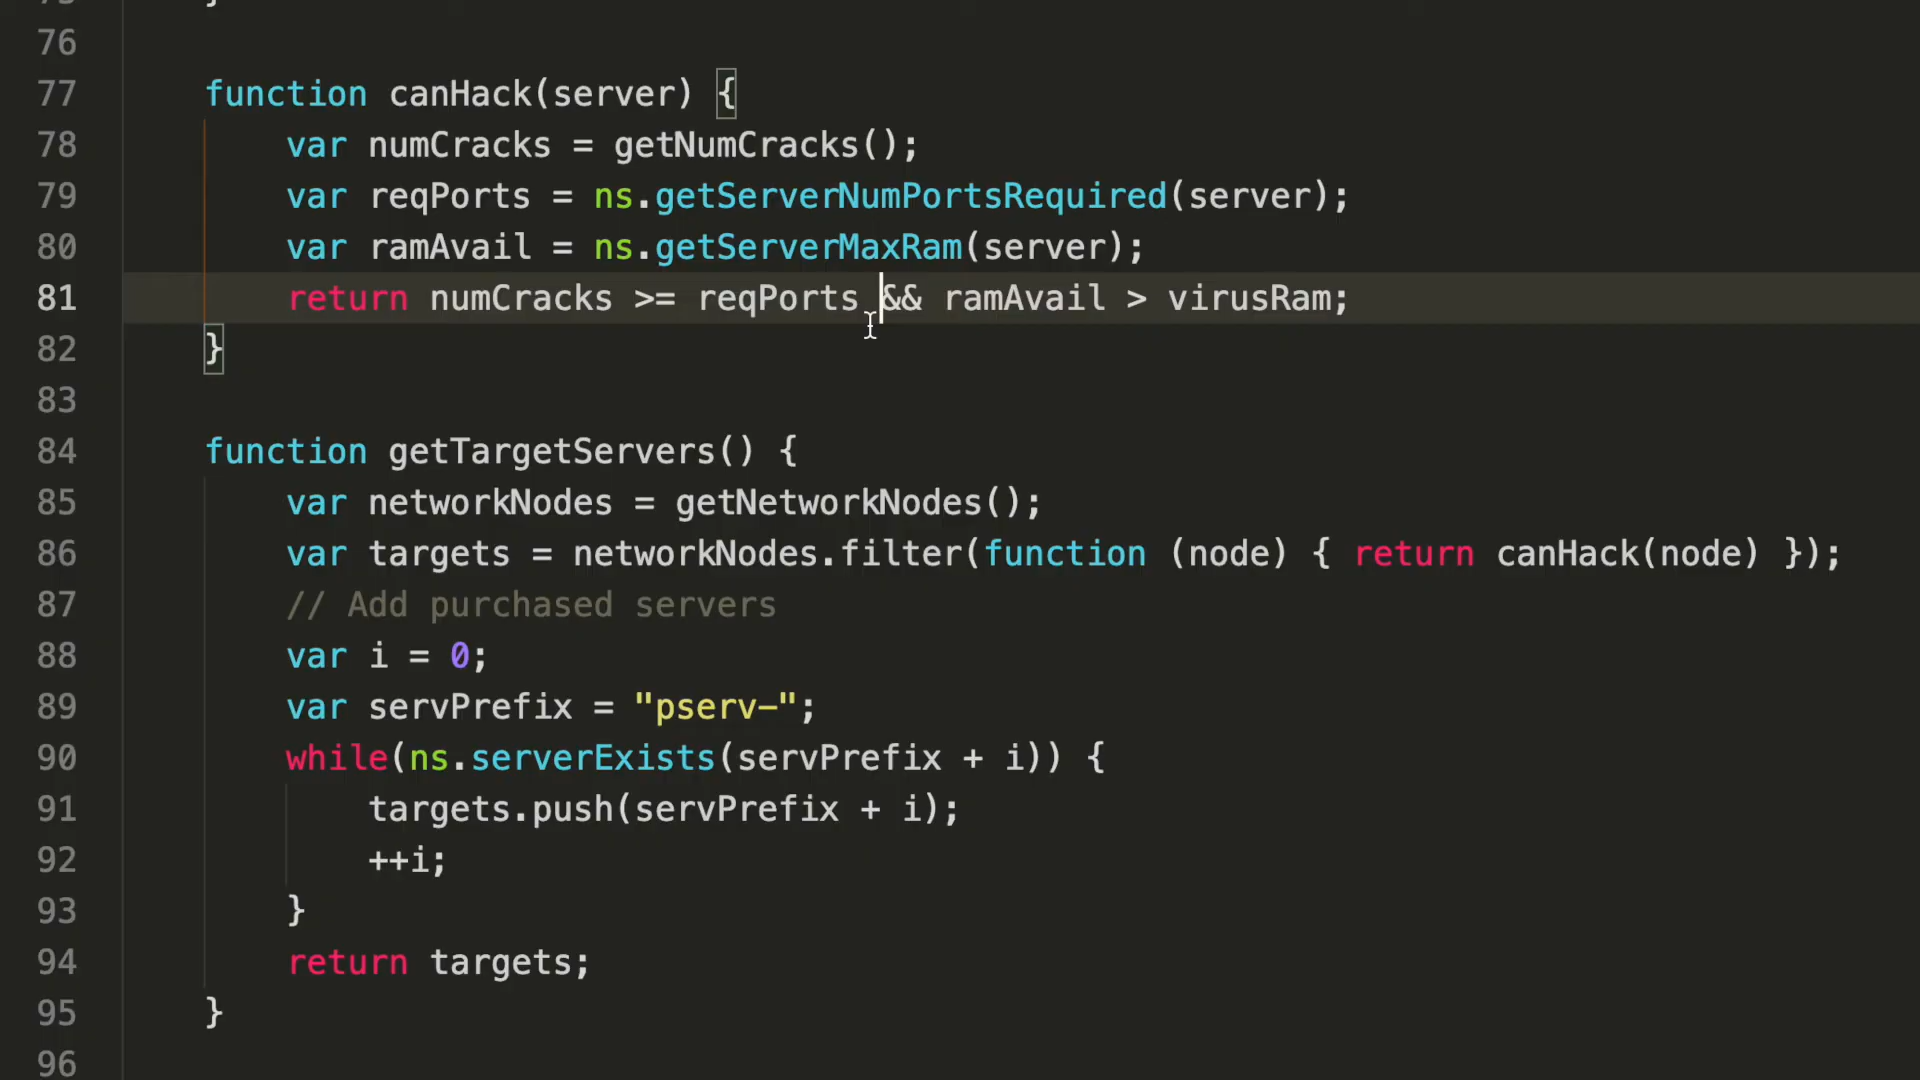 76
77 function canHack(server) {
78 var numCracks = getNumCracks();
79 var reqPorts = ns.getServerNumPortsRequired(server);
80 var ramAvail = ns.getServerMaxRam(server);
81 return numCracks >= reqPorts && ramAvail > virusRam;
82 }
83
84 function getTargetServers() {
85 var networkNodes = getNetworkNodes();
86 var targets = networkNodes.filter(function (node) { return canHack(node) });
87 // Add purchased servers
88 var i = 0;
89 var servPrefix = "pserv-";
90 while(ns.serverExists(servPrefix + i)) {
91 targets.push(servPrefix + i);
92 ++i;
93 }
94 return targets;
95 }
96